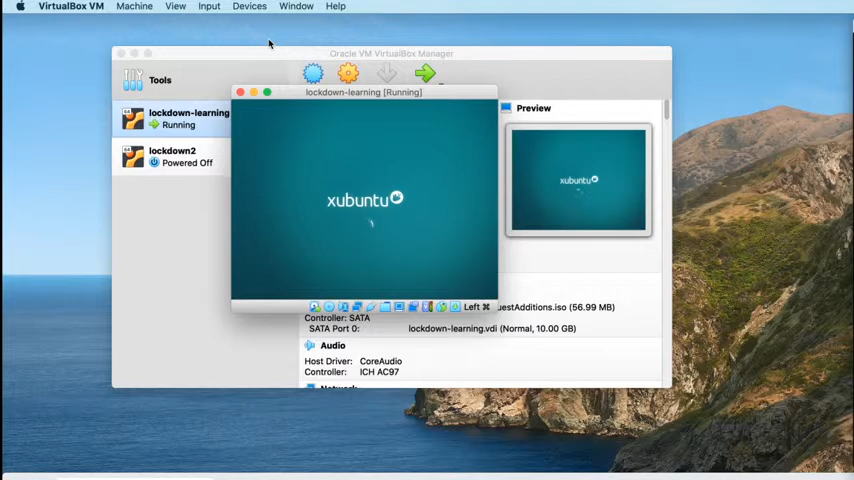 VirtualBox VM Machine View Input Devices Window Help
Oracle VM VirtualBox Manager
Tools
lockdown-learning [Running]
lockdown-learning
Running
lockdown2
Powered Off
xubuntu
Left ⌘
Preview
xubuntu
uestAdditions.iso (56.99 MB)
Controller: SATA
SATA Port 0: lockdown-learning.vdi (Normal, 10.00 GB)
Audio
Host Driver: CoreAudio
Controller: ICH AC97